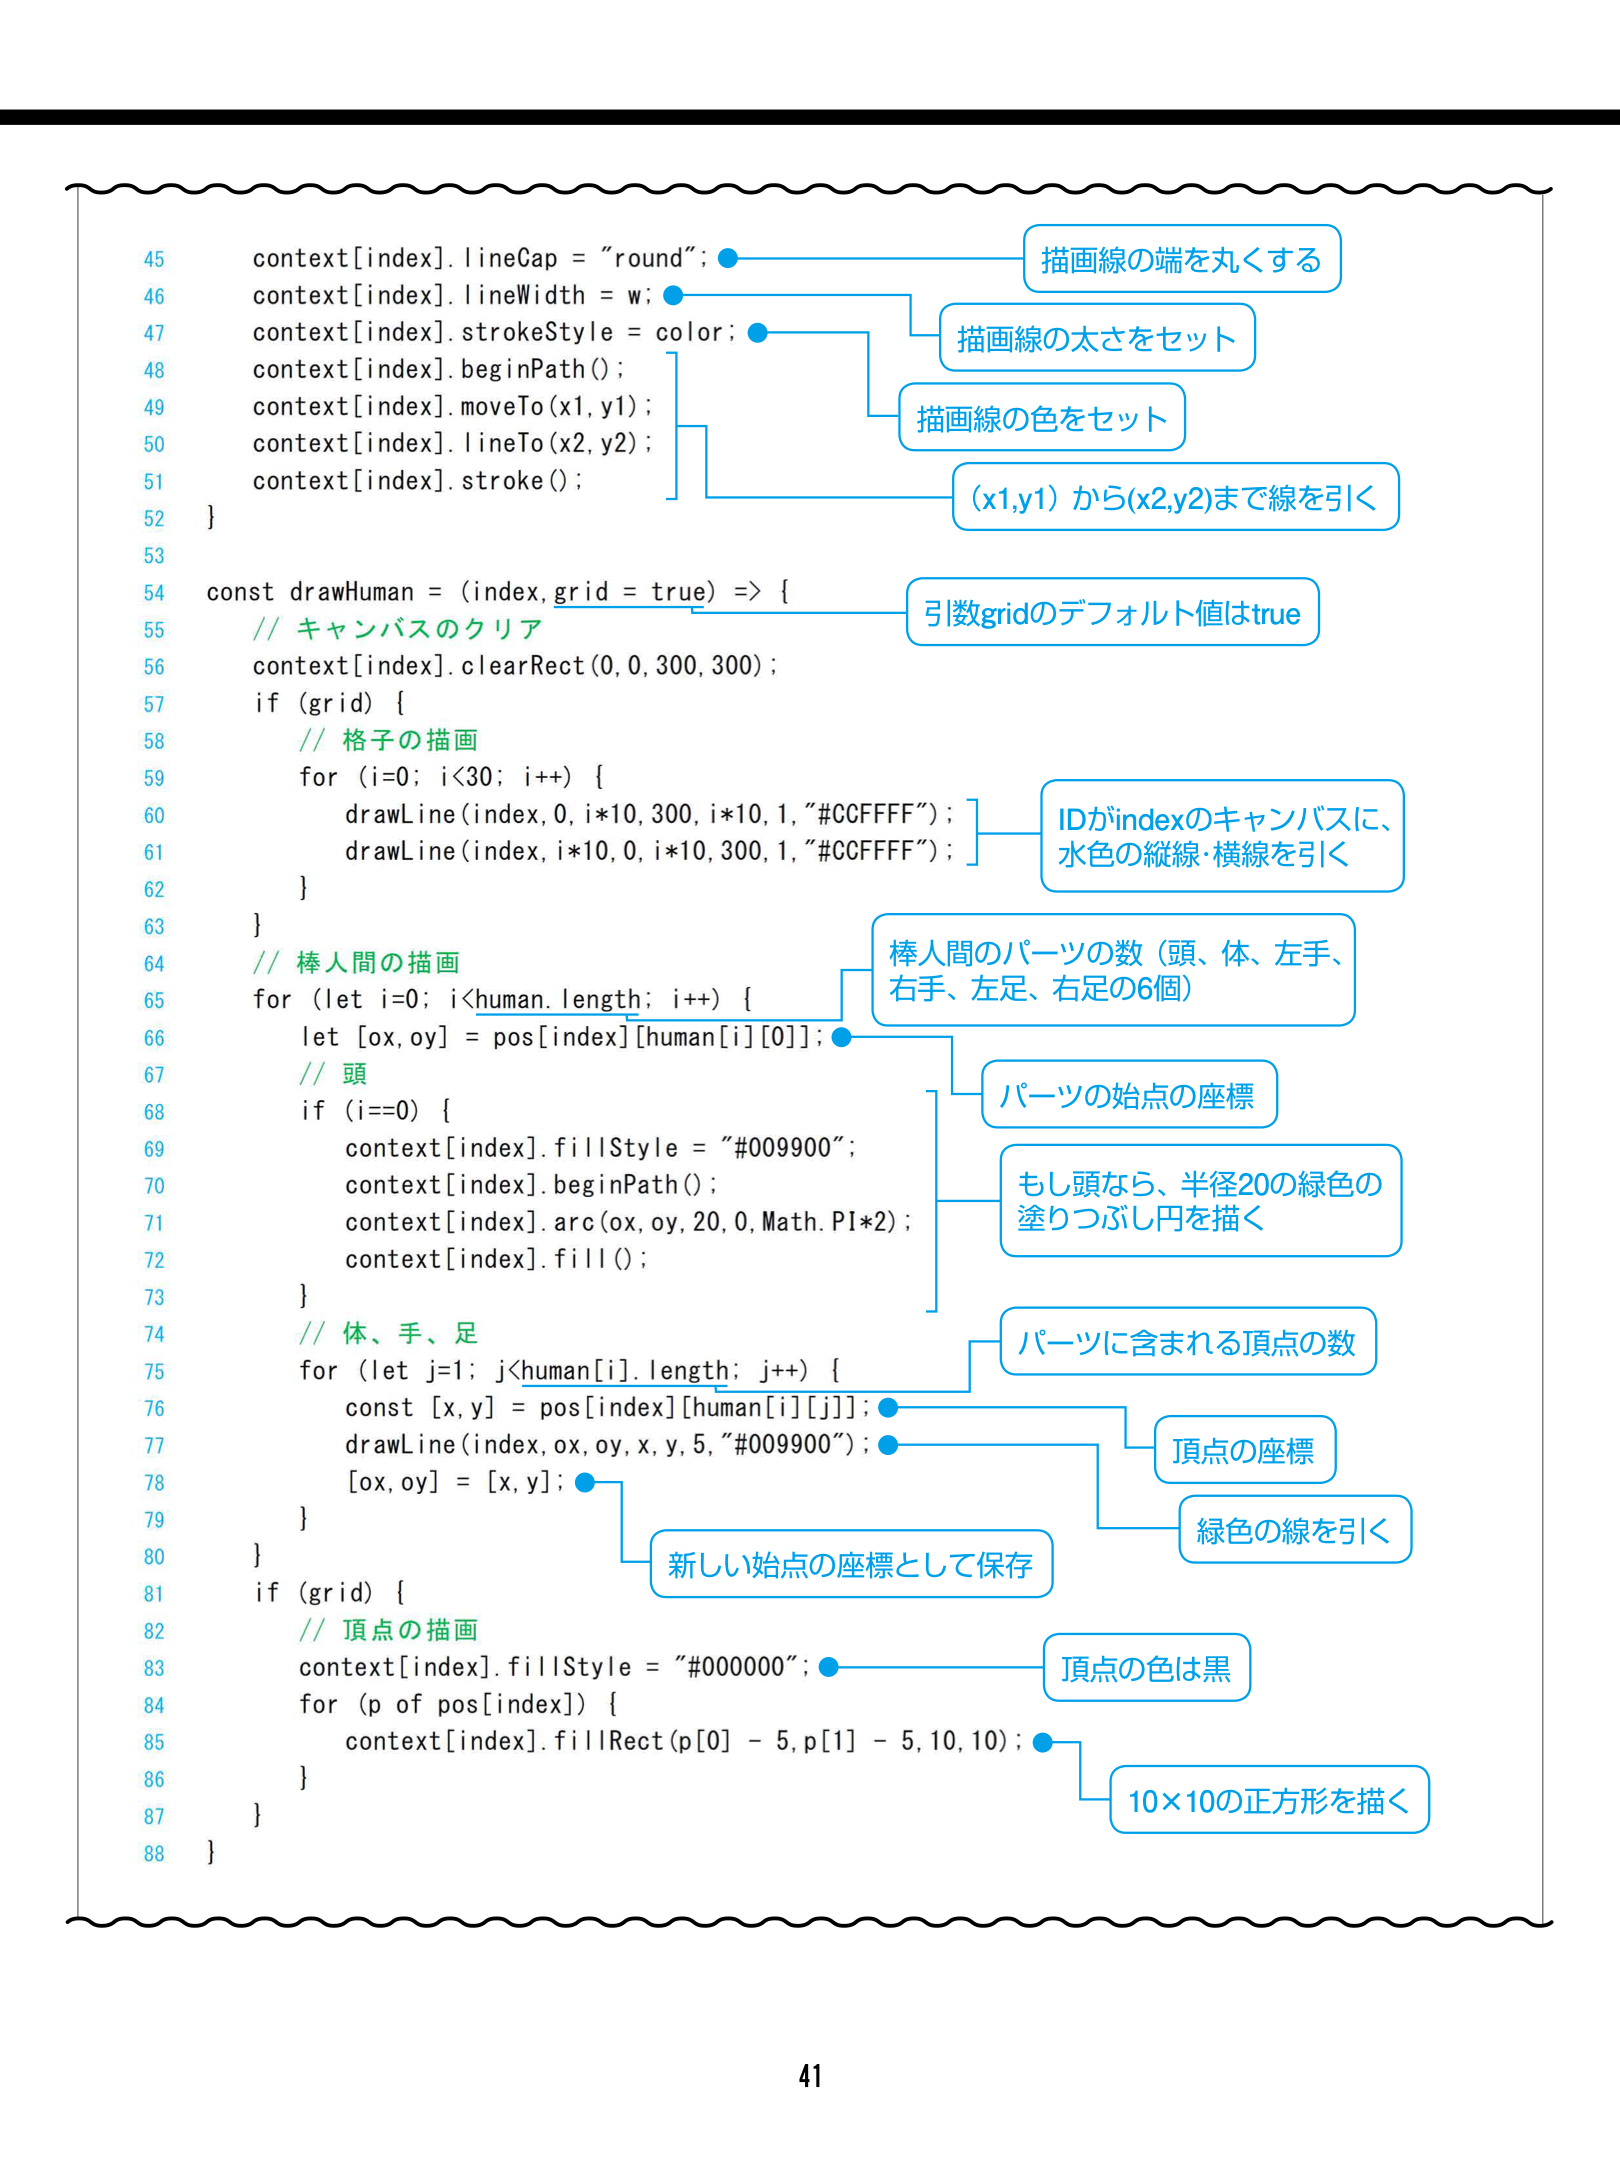 45 context[index].lineCap = "round"; 描画線の端を丸くする
46 context[index].lineWidth = w; 描画線の太さをセット
47 context[index].strokeStyle = color; 描画線の色をセット
48 context[index].beginPath();
49 context[index].moveTo(x1,y1);
50 context[index].lineTo(x2,y2);
51 context[index].stroke(); （x1,y1）から(x2,y2)まで線を引く
52 }
53
54 const drawHuman = (index,grid = true) => { 引数gridのデフォルト値はtrue
55 // キャンバスのクリア
56 context[index].clearRect(0,0,300,300);
57 if (grid) {
58 // 格子の描画
59 for (i=0; i<30; i++) {
60 drawLine(index,0,i*10,300,i*10,1,"#CCFFFF"); IDがindexのキャンバスに、
61 drawLine(index,i*10,0,i*10,300,1,"#CCFFFF"); 水色の縦線・横線を引く
62 }
63 }
64 // 棒人間の描画 棒人間のパーツの数（頭、体、左手、
65 for (let i=0; i<human.length; i++) { 右手、左足、右足の6個）
66 let [ox,oy] = pos[index][human[i][0]];
67 // 頭 パーツの始点の座標
68 if (i==0) {
69 context[index].fillStyle = "#009900";
70 context[index].beginPath(); もし頭なら、半径20の緑色の
71 context[index].arc(ox,oy,20,0,Math.PI*2); 塗りつぶし円を描く
72 context[index].fill();
73 }
74 // 体、手、足 パーツに含まれる頂点の数
75 for (let j=1; j<human[i].length; j++) {
76 const [x,y] = pos[index][human[i][j]];
77 drawLine(index,ox,oy,x,y,5,"#009900"); 頂点の座標
78 [ox,oy] = [x,y];
79 } 緑色の線を引く
80 } 新しい始点の座標として保存
81 if (grid) {
82 // 頂点の描画
83 context[index].fillStyle = "#000000"; 頂点の色は黒
84 for (p of pos[index]) {
85 context[index].fillRect(p[0] - 5,p[1] - 5,10,10);
86 } 10×10の正方形を描く
87 }
88 }
41